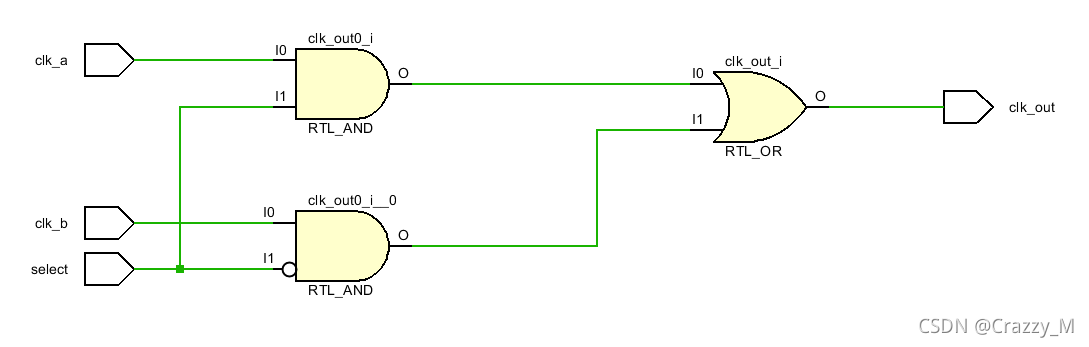 clk_out0_i
clk_a
I0
O
I1
RTL_AND
clk_out_i
I0
O
I1
RTL_OR
clk_out
clk_out0_i__0
clk_b
I0
O
select
I1
RTL_AND
CSDN @Crazzy_M